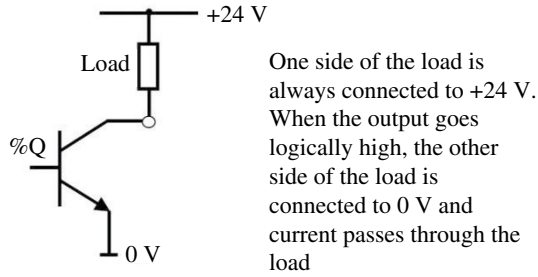 +24 V
Load
%Q
0 V
One side of the load is
always connected to +24 V.
When the output goes
logically high, the other
side of the load is
connected to 0 V and
current passes through the
load